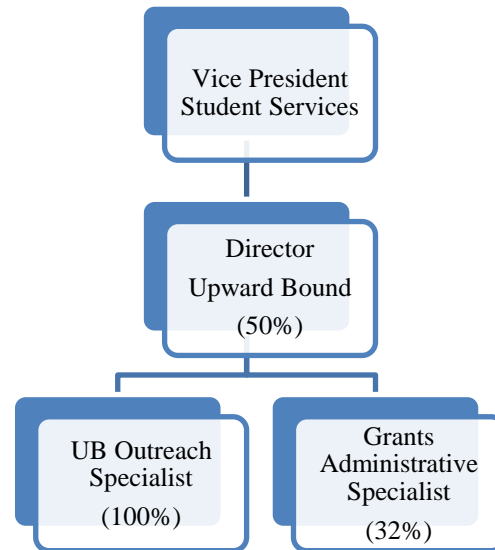 Vice President
Student Services
Director
Upward Bound
(50%)
UB Outreach
Specialist
(100%)
Grants
Administrative
Specialist
(32%)